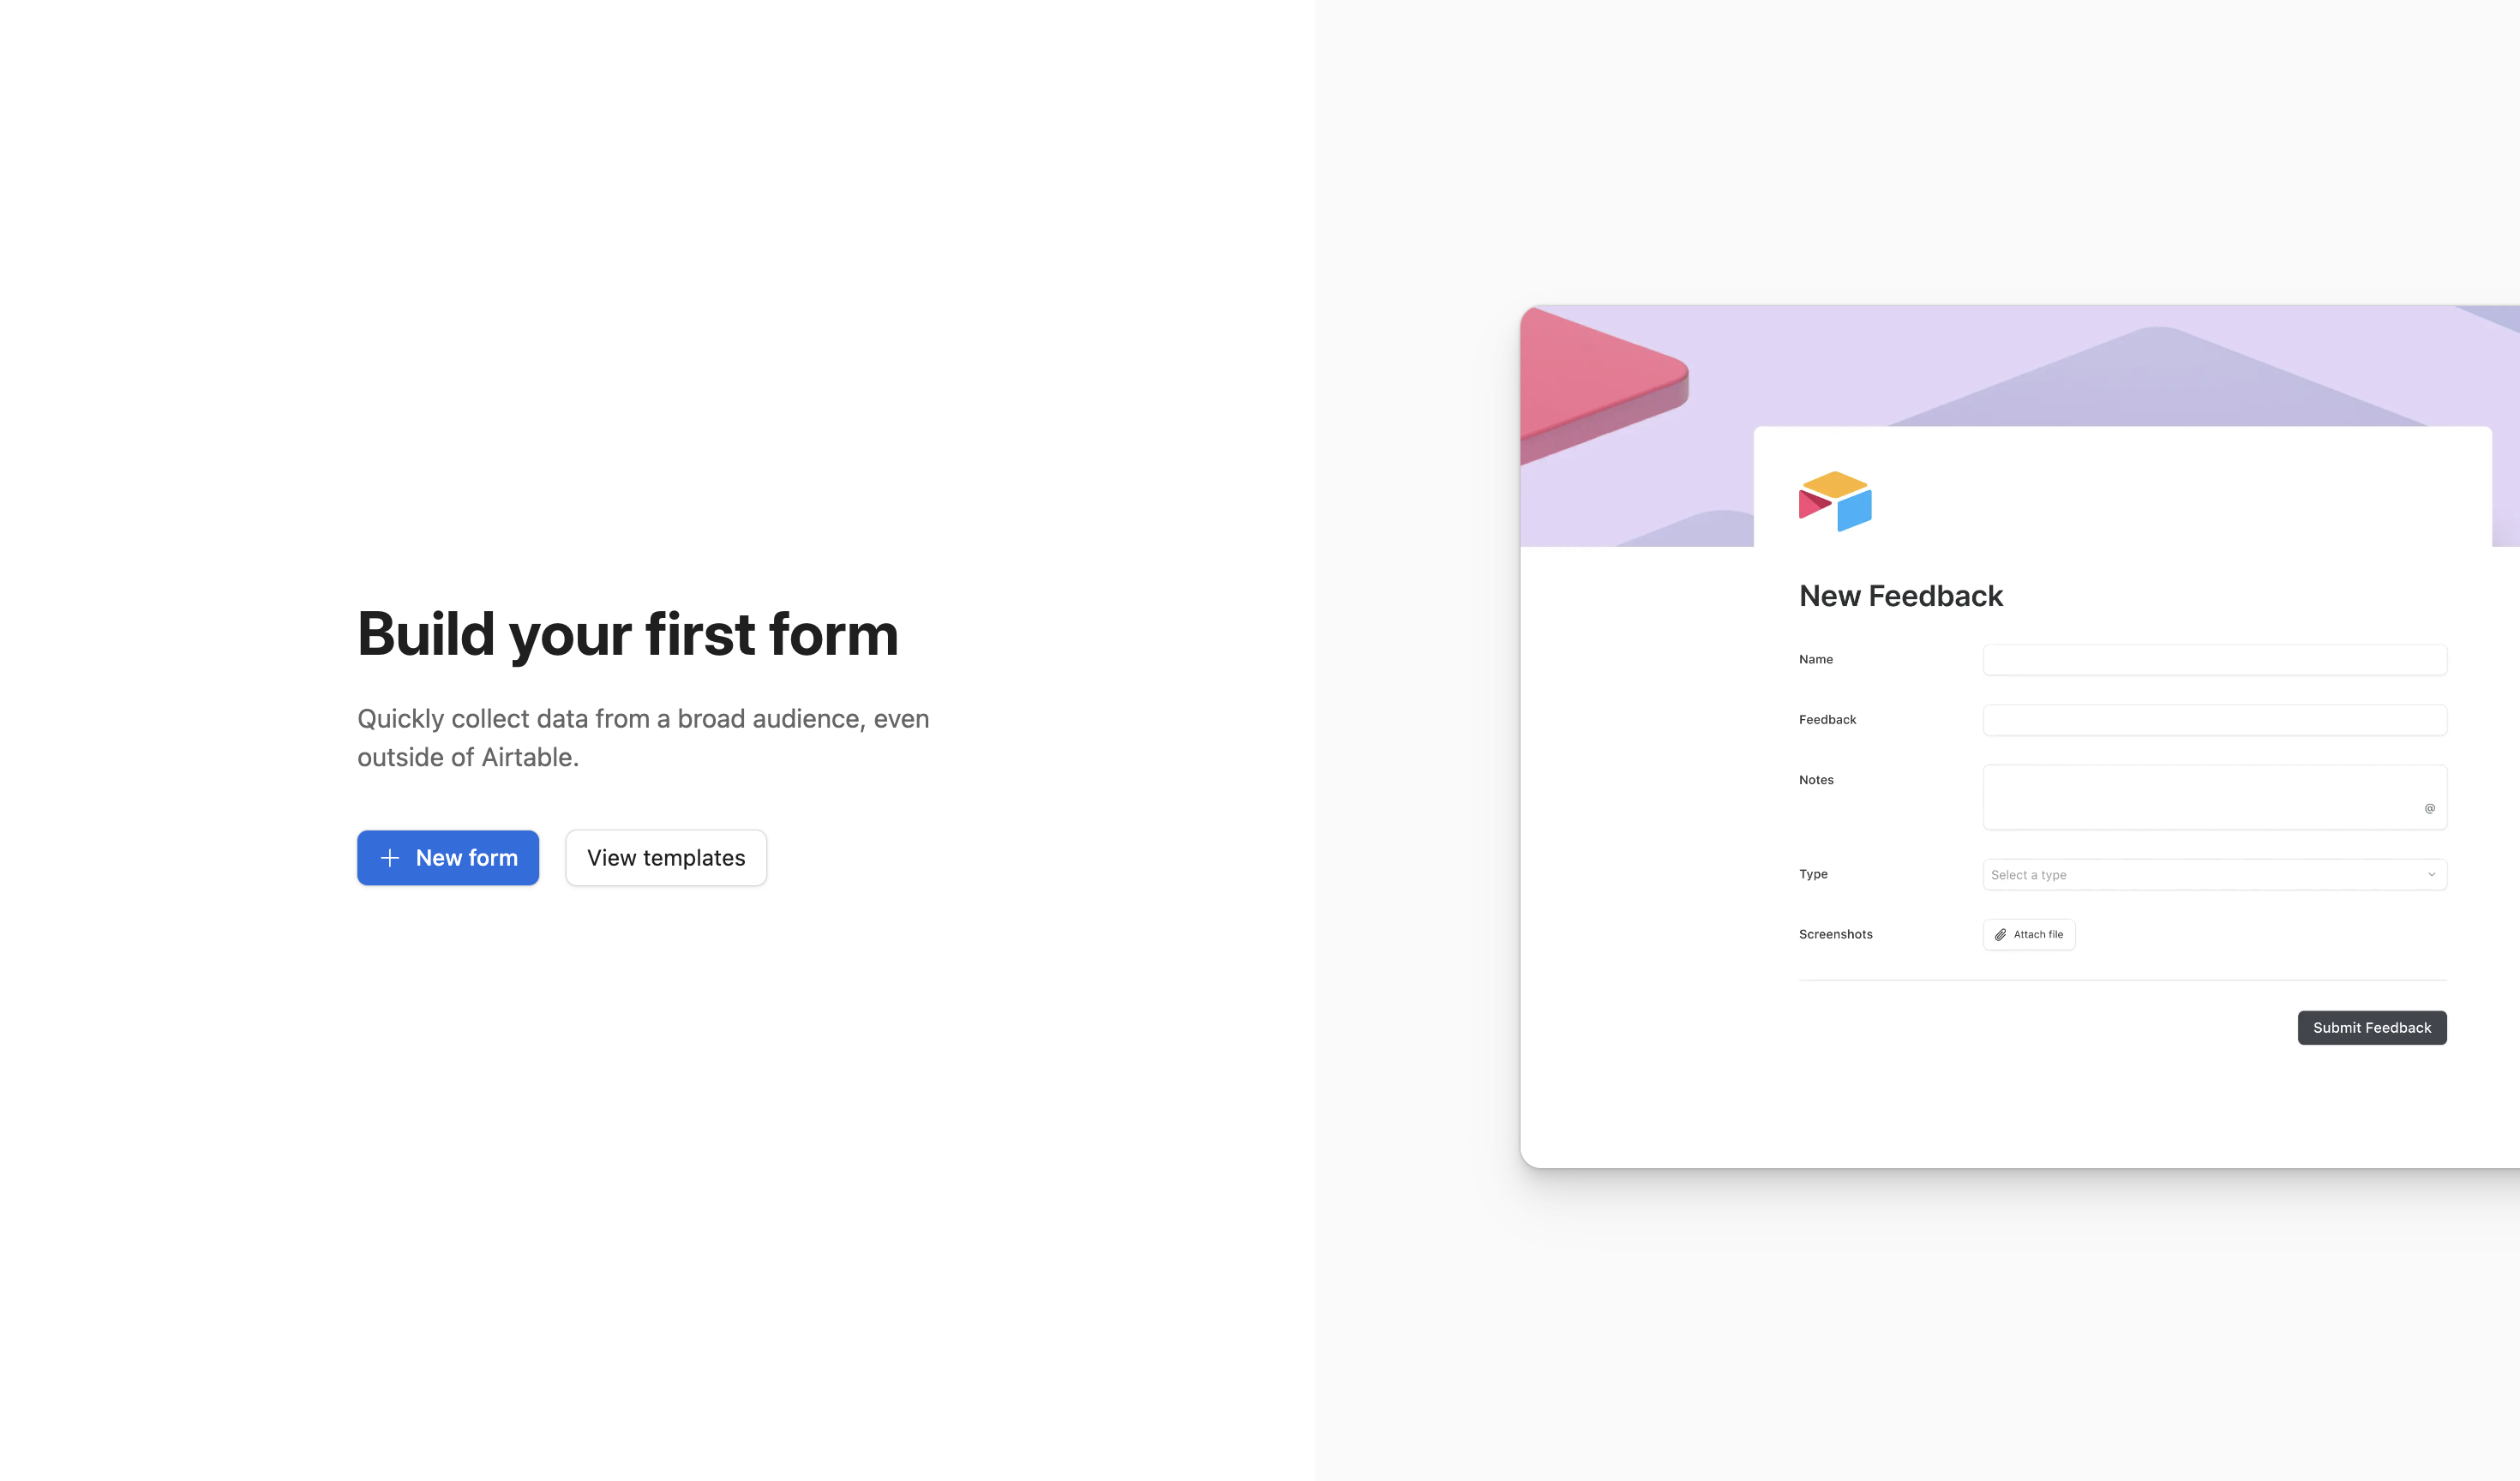 Build your first form
Quickly collect data from a broad audience, even
outside of Airtable.
New form
View templates
New Feedback
Name
Feedback
Notes
@
Type
Select a type
Screenshots
Attach file
Submit Feedback